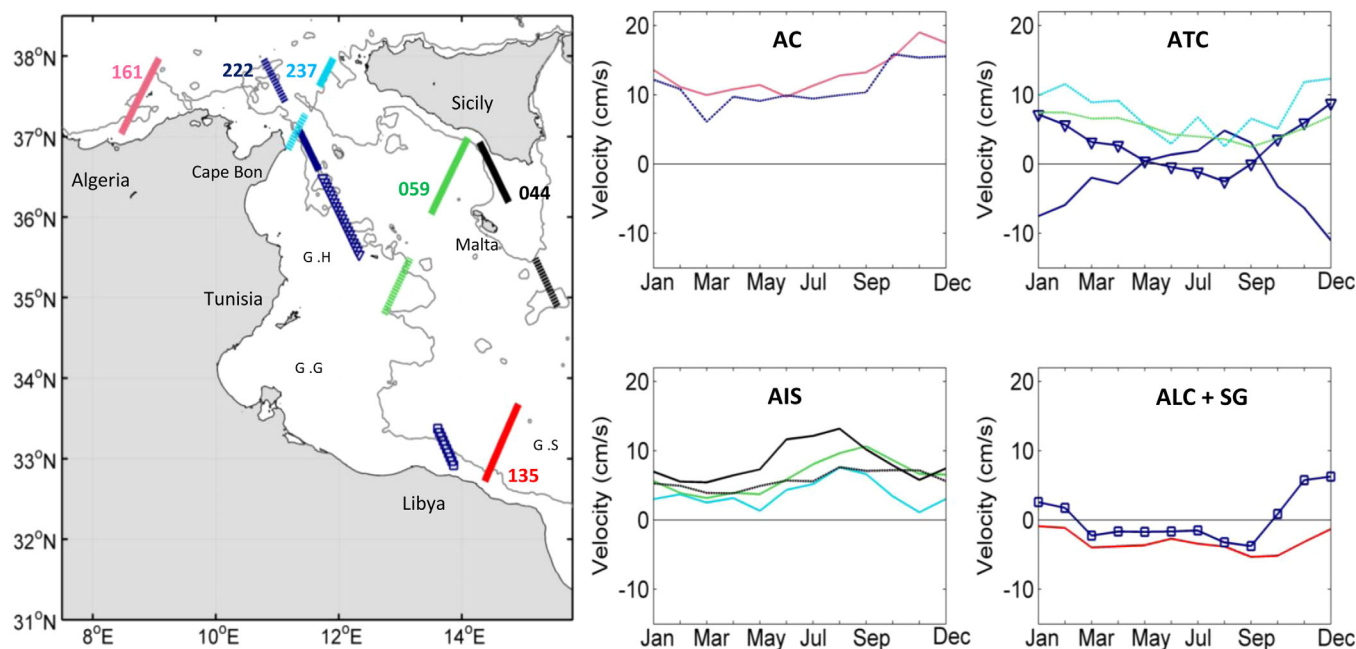 38°N
37°N
36°N
35°N
34°N
33°N
32°N
31°N
8°E
10°E
12°E
14°E
161
222
237
Sicily
Algeria
Cape Bon
059
044
Malta
G .H
Tunisia
G .G
G .S
135
Libya
AC
Velocity (cm/s)
20
10
0
-10
Jan
Mar
May
Jul
Sep
Dec
ATC
Velocity (cm/s)
20
10
0
-10
Jan
Mar
May
Jul
Sep
Dec
AIS
Velocity (cm/s)
20
10
0
-10
Jan
Mar
May
Jul
Sep
Dec
ALC + SG
Velocity (cm/s)
20
10
0
-10
Jan
Mar
May
Jul
Sep
Dec